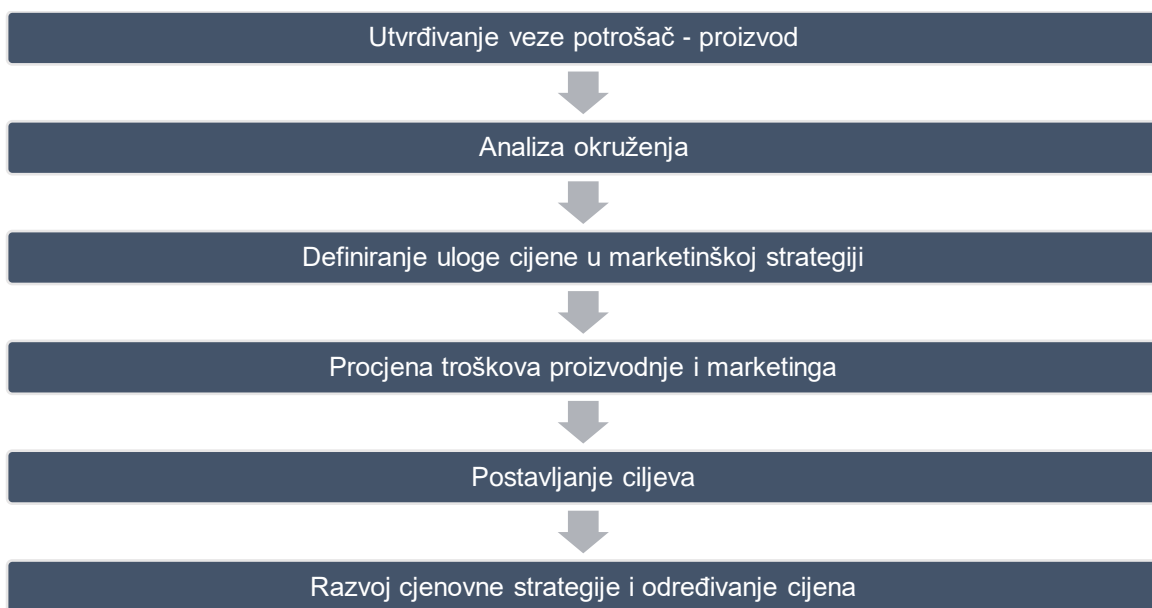 Utvrđivanje veze potrošač - proizvod
Analiza okruženja
Definiranje uloge cijene u marketinškoj strategiji
Procjena troškova proizvodnje i marketinga
Postavljanje ciljeva
Razvoj cjenovne strategije i određivanje cijena